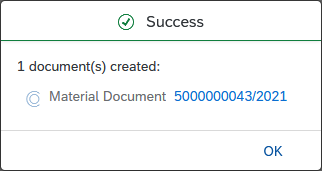 Success
1 document(s) created:
Material Document 5000000043/2021
OK